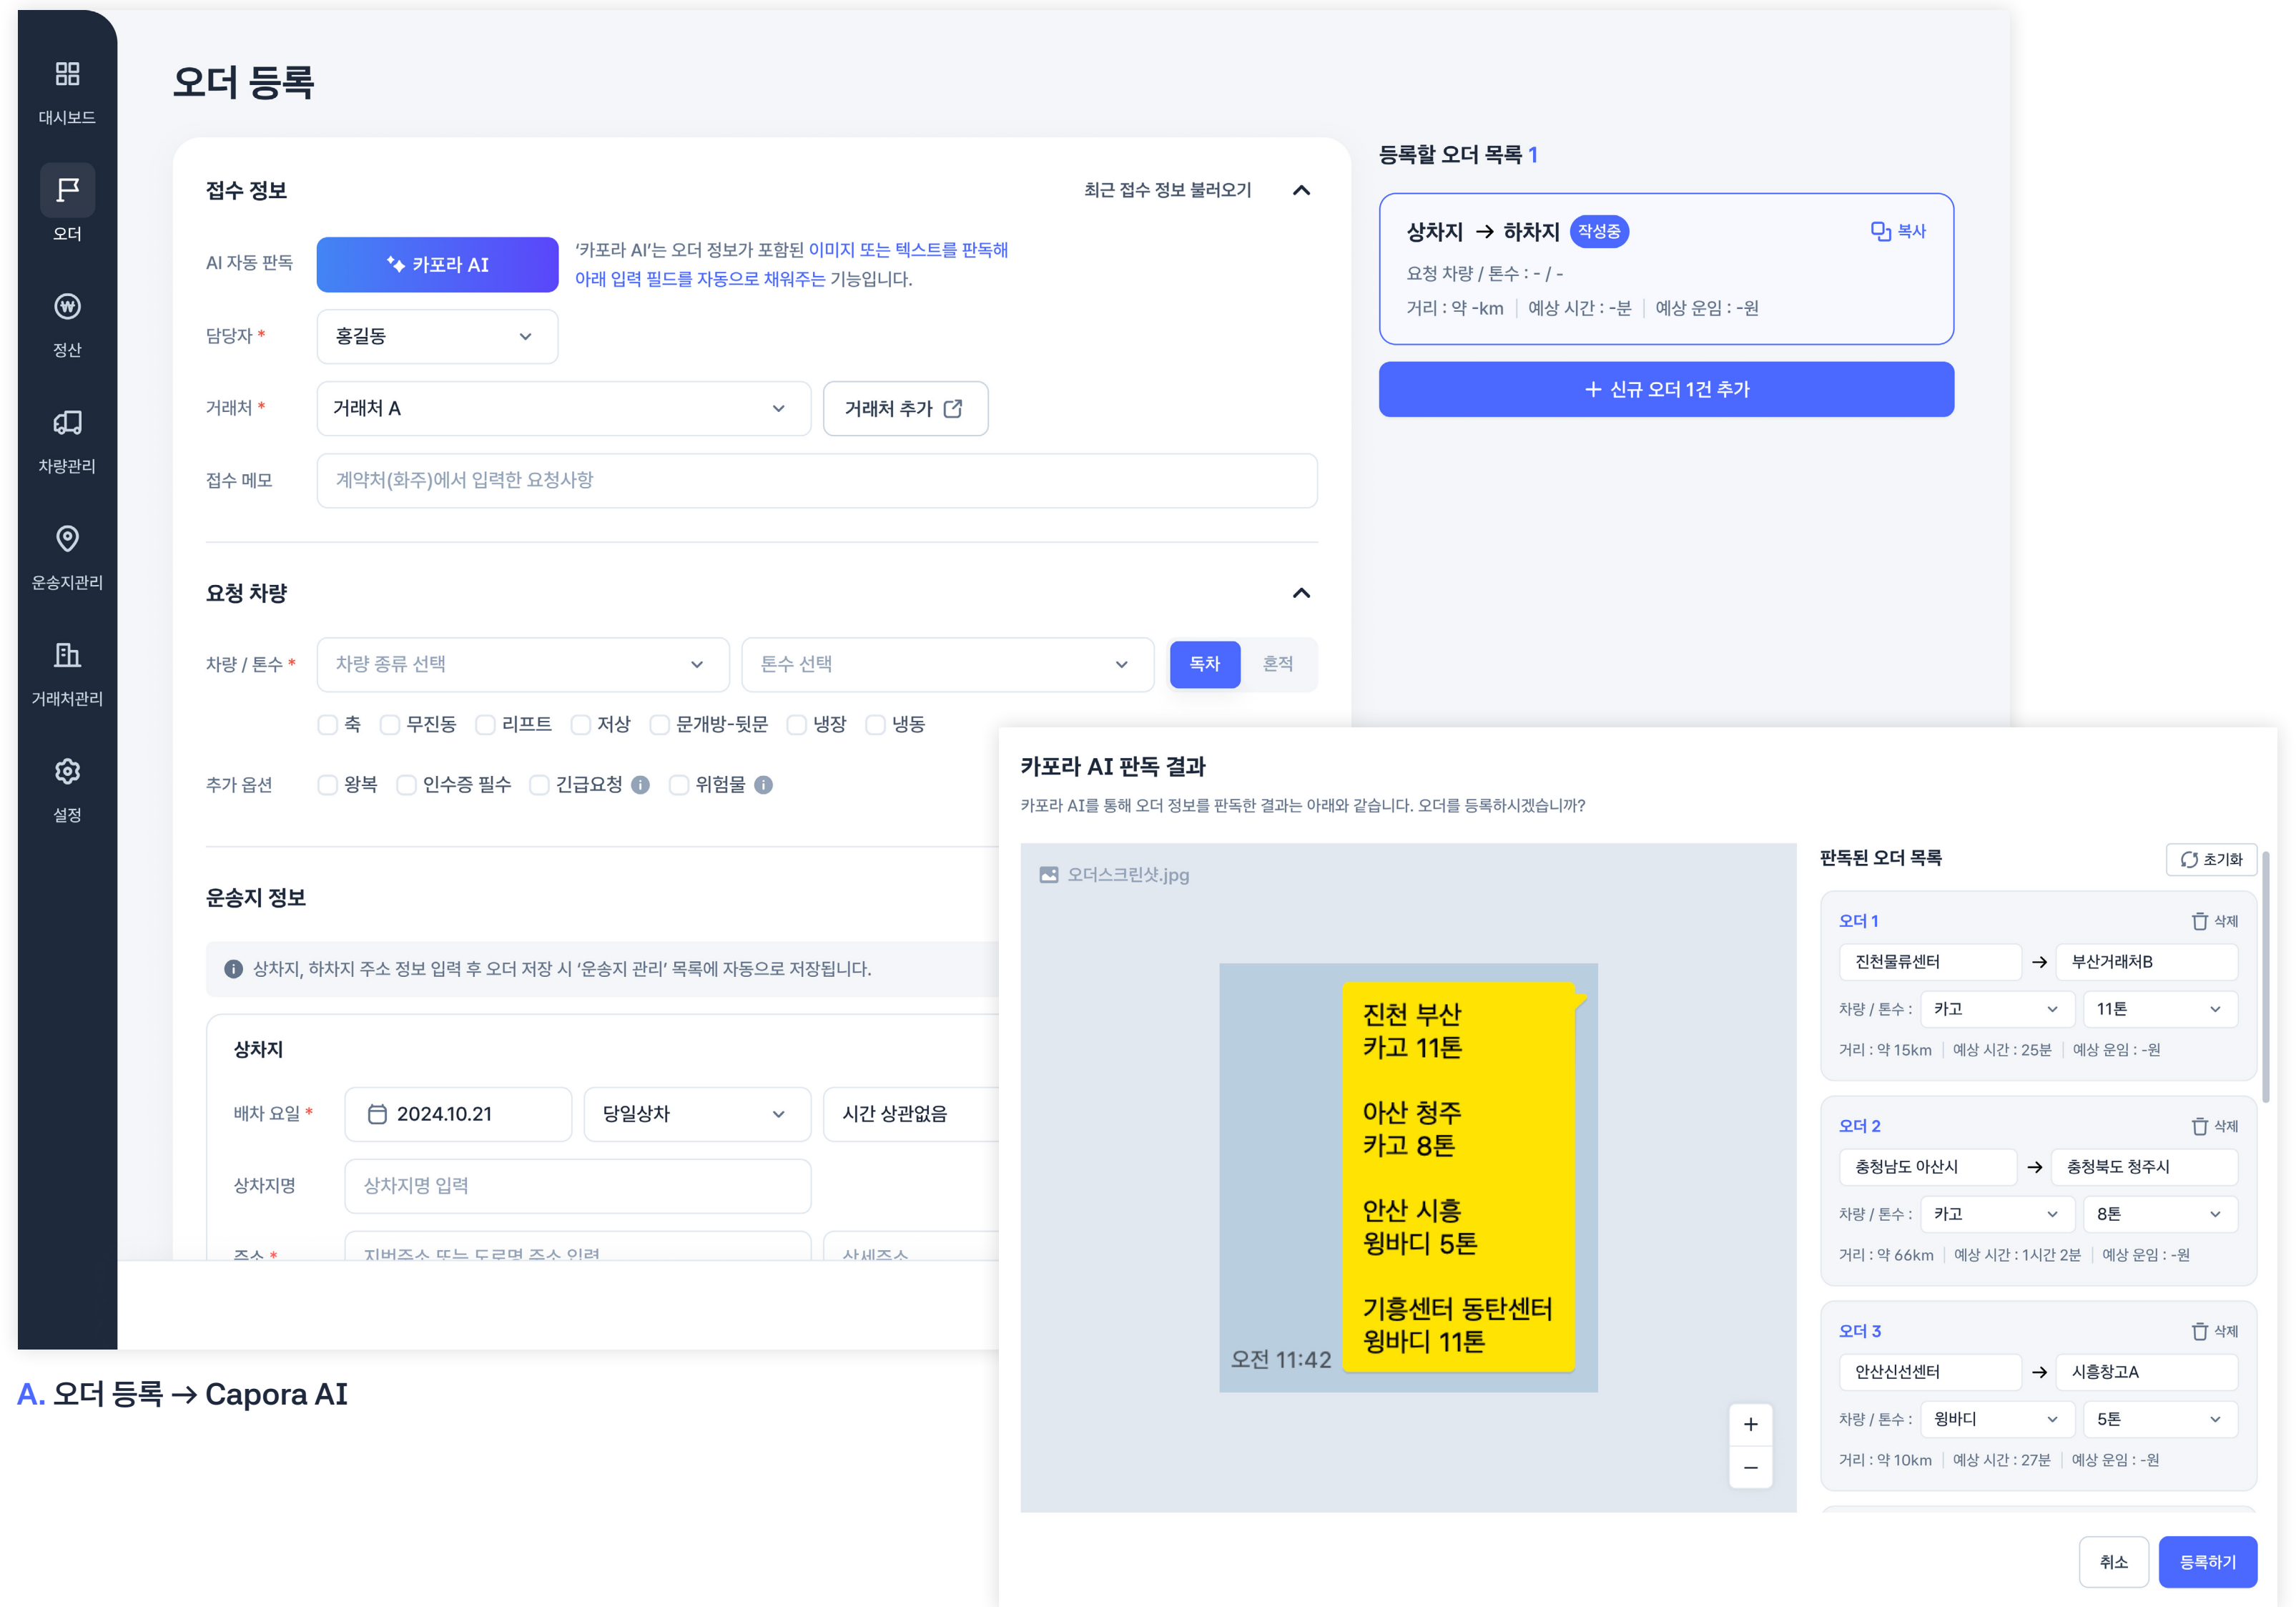 대시보드
오더
정산
차량관리
운송지관리
거래처관리
설정
오더 등록
접수 정보
최근 접수 정보 불러오기
AI 자동 판독
카포라 AI
‘카포라 AI’는 오더 정보가 포함된 이미지 또는 텍스트를 판독해
아래 입력 필드를 자동으로 채워주는 기능입니다.
담당자 *
홍길동
거래처 *
거래처 A
거래처 추가
접수 메모
계약처(화주)에서 입력한 요청사항
요청 차량
차량 / 톤수 *
차량 종류 선택
톤수 선택
독차
혼적
축 무진동 리프트 저상 문개방-뒷문 냉장 냉동
추가 옵션
왕복 인수증 필수 긴급요청 위험물
운송지 정보
상차지, 하차지 주소 정보 입력 후 오더 저장 시 ‘운송지 관리’ 목록에 자동으로 저장됩니다.
상차지
배차 요일 *
2024.10.21
당일상차
시간 상관없음
상차지명
상차지명 입력
주소 *
지번주소 또는 도로명 주소 입력
상세주소
등록할 오더 목록 1
상차지 → 하차지 작성중
복사
요청 차량 / 톤수 : - / -
거리 : 약 -km | 예상 시간 : -분 | 예상 운임 : -원
+ 신규 오더 1건 추가
카포라 AI 판독 결과
카포라 AI를 통해 오더 정보를 판독한 결과는 아래와 같습니다. 오더를 등록하시겠습니까?
오더스크린샷.jpg
진천 부산
카고 11톤
아산 청주
카고 8톤
안산 시흥
윙바디 5톤
기흥센터 동탄센터
윙바디 11톤
오전 11:42
+
−
판독된 오더 목록
초기화
오더 1
삭제
진천물류센터 → 부산거래처B
차량 / 톤수 : 카고 11톤
거리 : 약 15km | 예상 시간 : 25분 | 예상 운임 : -원
오더 2
삭제
충청남도 아산시 → 충청북도 청주시
차량 / 톤수 : 카고 8톤
거리 : 약 66km | 예상 시간 : 1시간 2분 | 예상 운임 : -원
오더 3
삭제
안산신선센터 → 시흥창고A
차량 / 톤수 : 윙바디 5톤
거리 : 약 10km | 예상 시간 : 27분 | 예상 운임 : -원
취소
등록하기
A. 오더 등록 → Capora AI